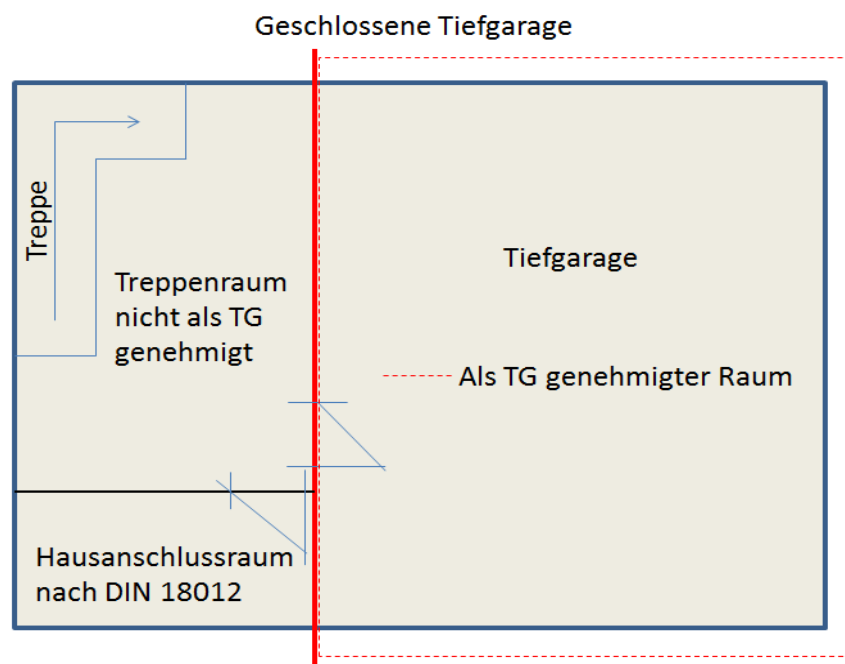 Geschlossene Tiefgarage
Treppe
Treppenraum
nicht als TG
genehmigt
Tiefgarage
Als TG genehmigter Raum
Hausanschlussraum
nach DIN 18012